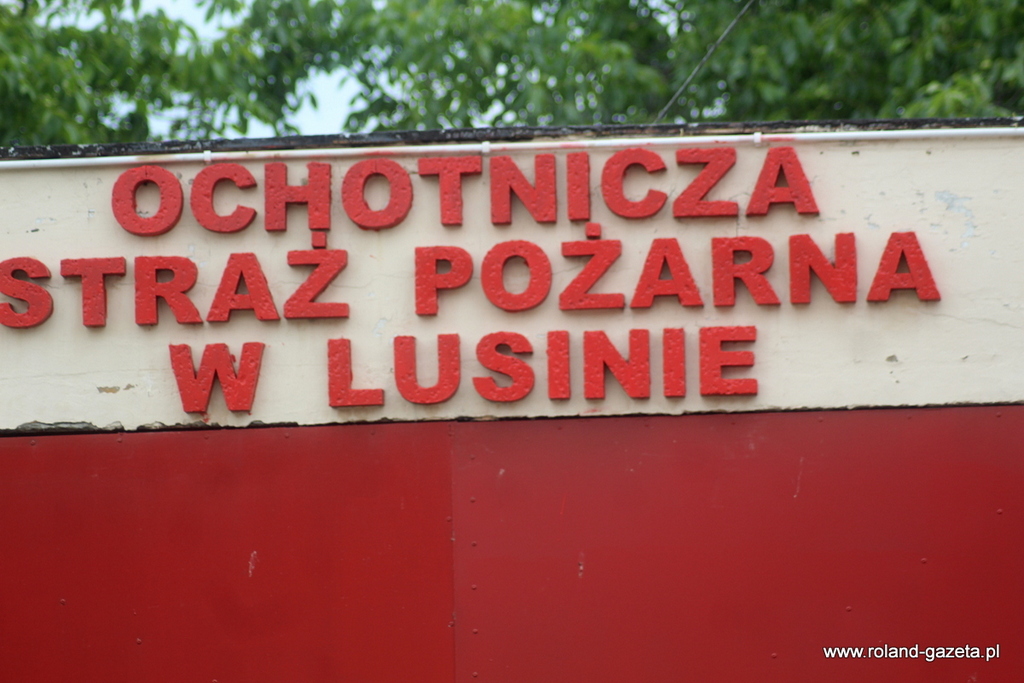 OCHOTNICZA
STRAŻ POŻARNA
W LUSINIE
www.roland-gazeta.pl